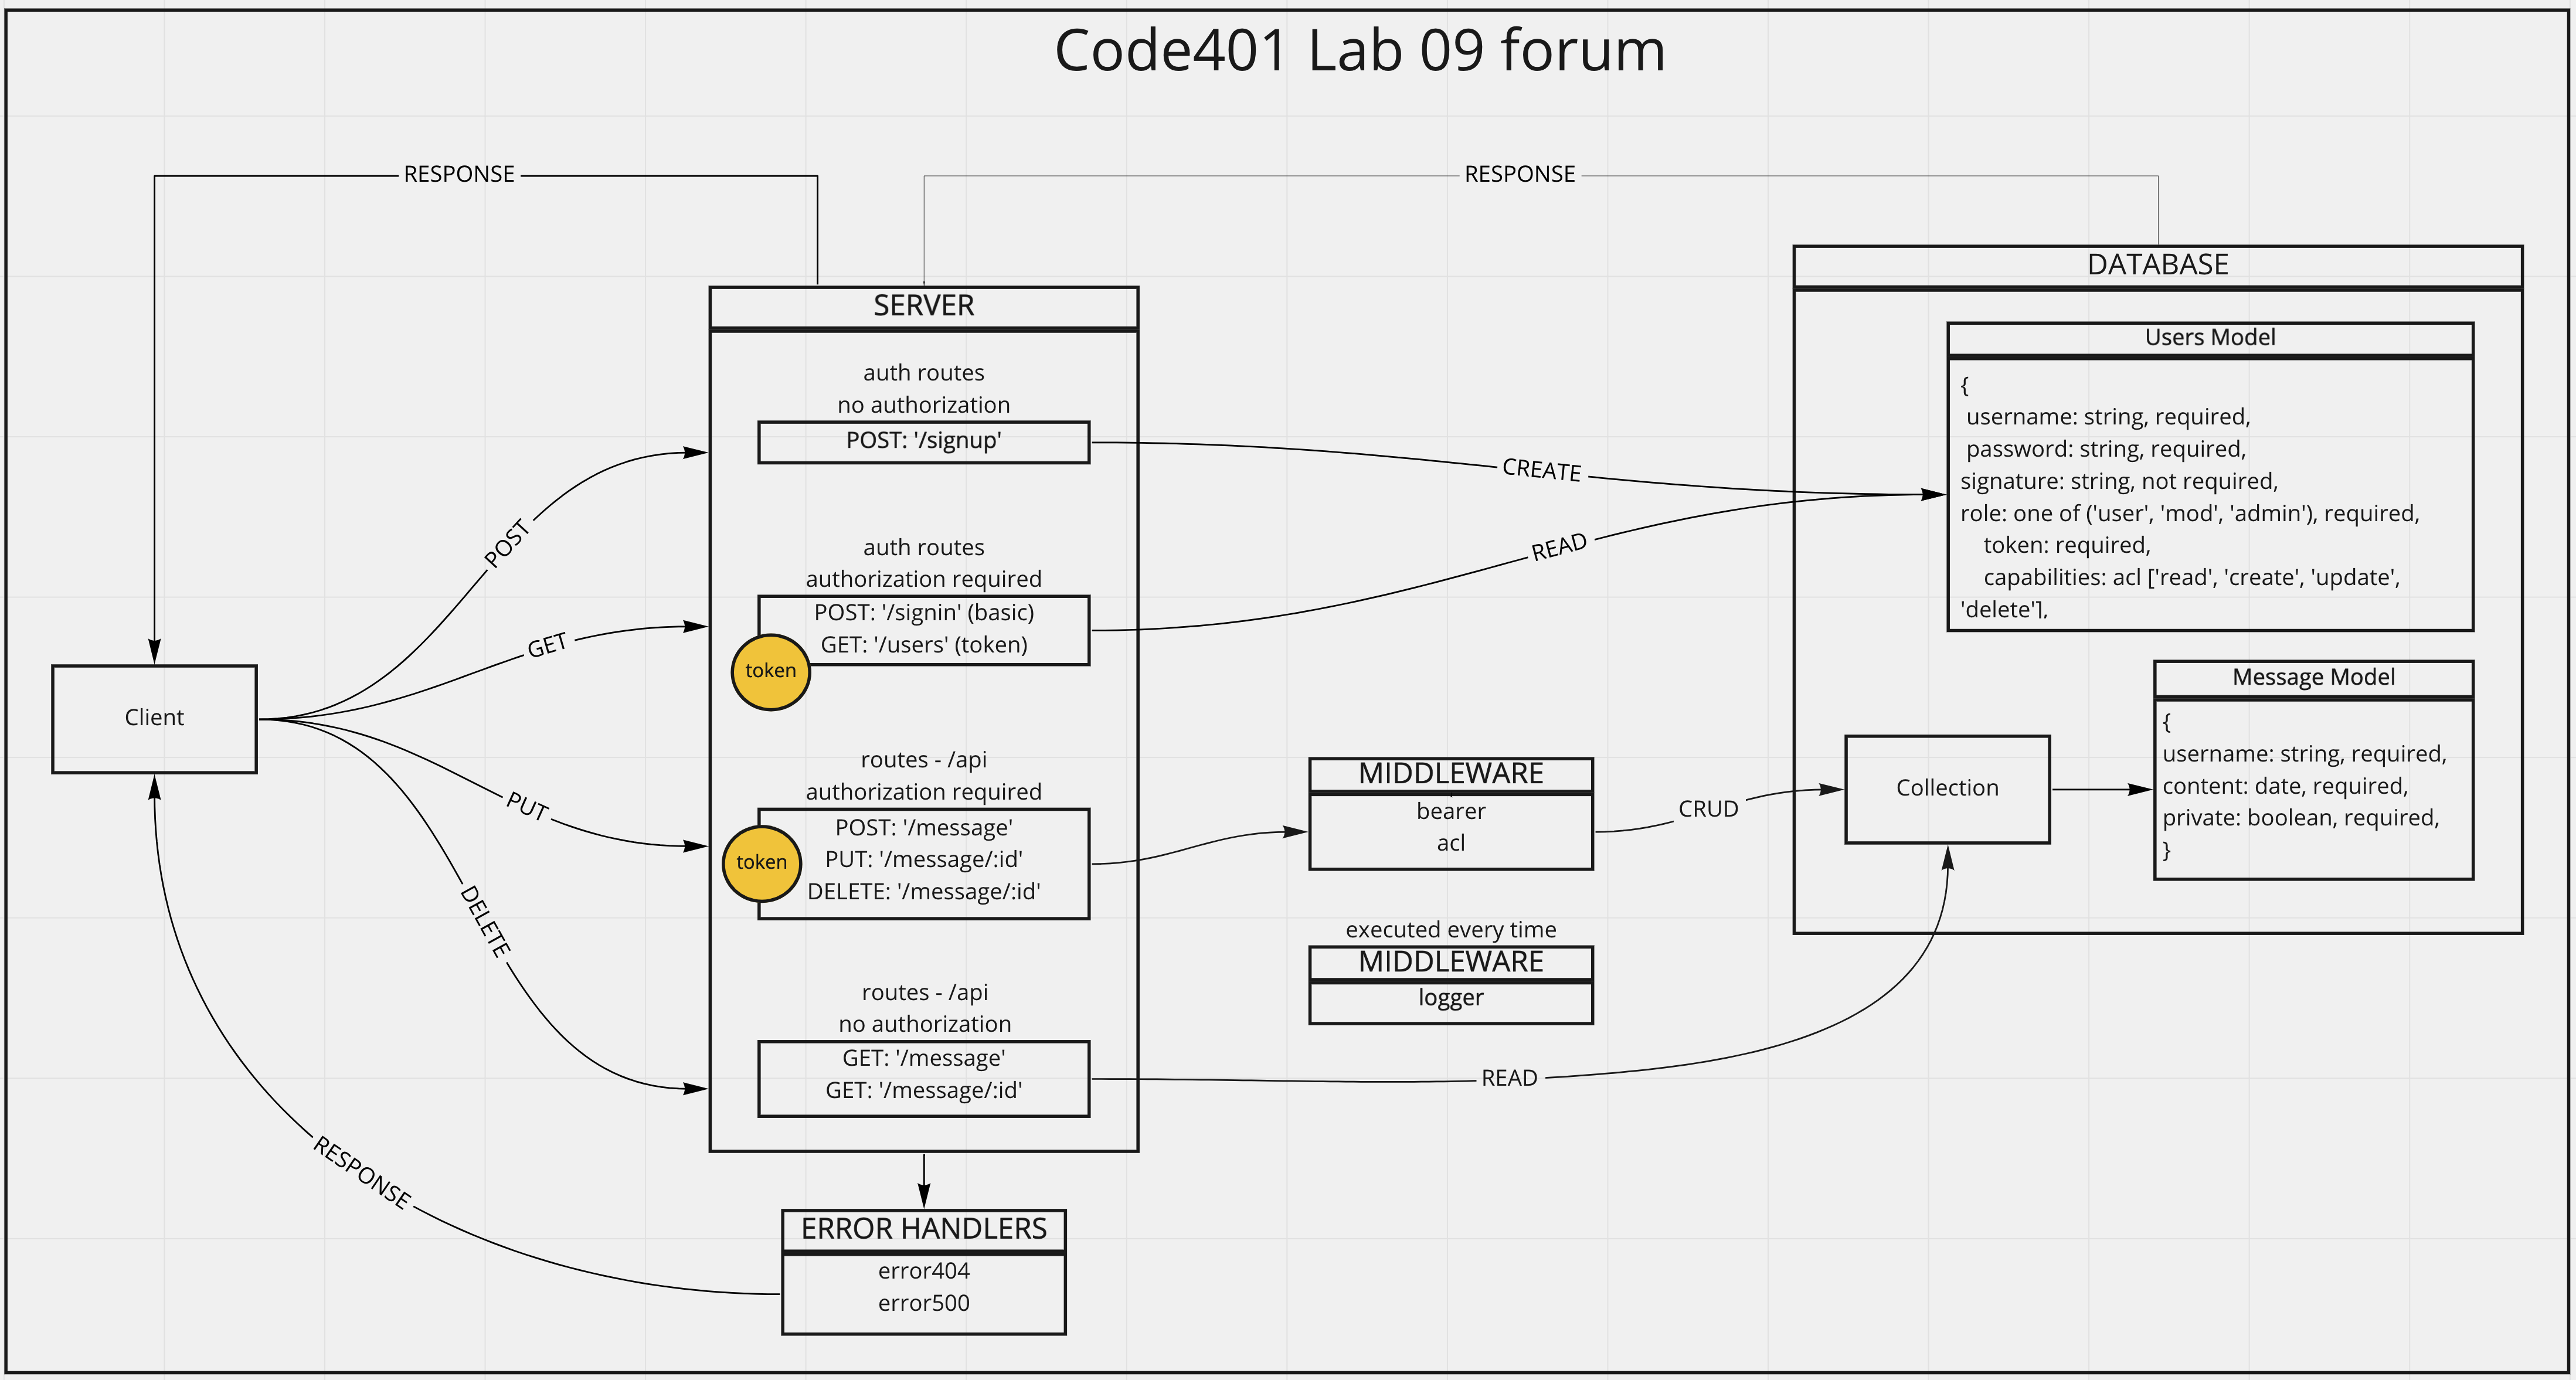 Code401 Lab 09 forum
RESPONSE
RESPONSE
DATABASE
SERVER
Users Model
{
username: string, required,
password: string, required,
signature: string, not required,
role: one of ('user', 'mod', 'admin'), required,
token: required,
capabilities: acl ['read', 'create', 'update',
'delete'],
auth routes
no authorization
POST: '/signup'
CREATE
READ
POST
GET
PUT
DELETE
auth routes
authorization required
POST: '/signin' (basic)
GET: '/users' (token)
token
Client
Message Model
{
username: string, required,
content: date, required,
private: boolean, required,
}
Collection
routes - /api
authorization required
POST: '/message'
PUT: '/message/:id'
DELETE: '/message/:id'
token
MIDDLEWARE
bearer
acl
CRUD
executed every time
MIDDLEWARE
logger
routes - /api
no authorization
GET: '/message'
GET: '/message/:id'
READ
RESPONSE
ERROR HANDLERS
error404
error500